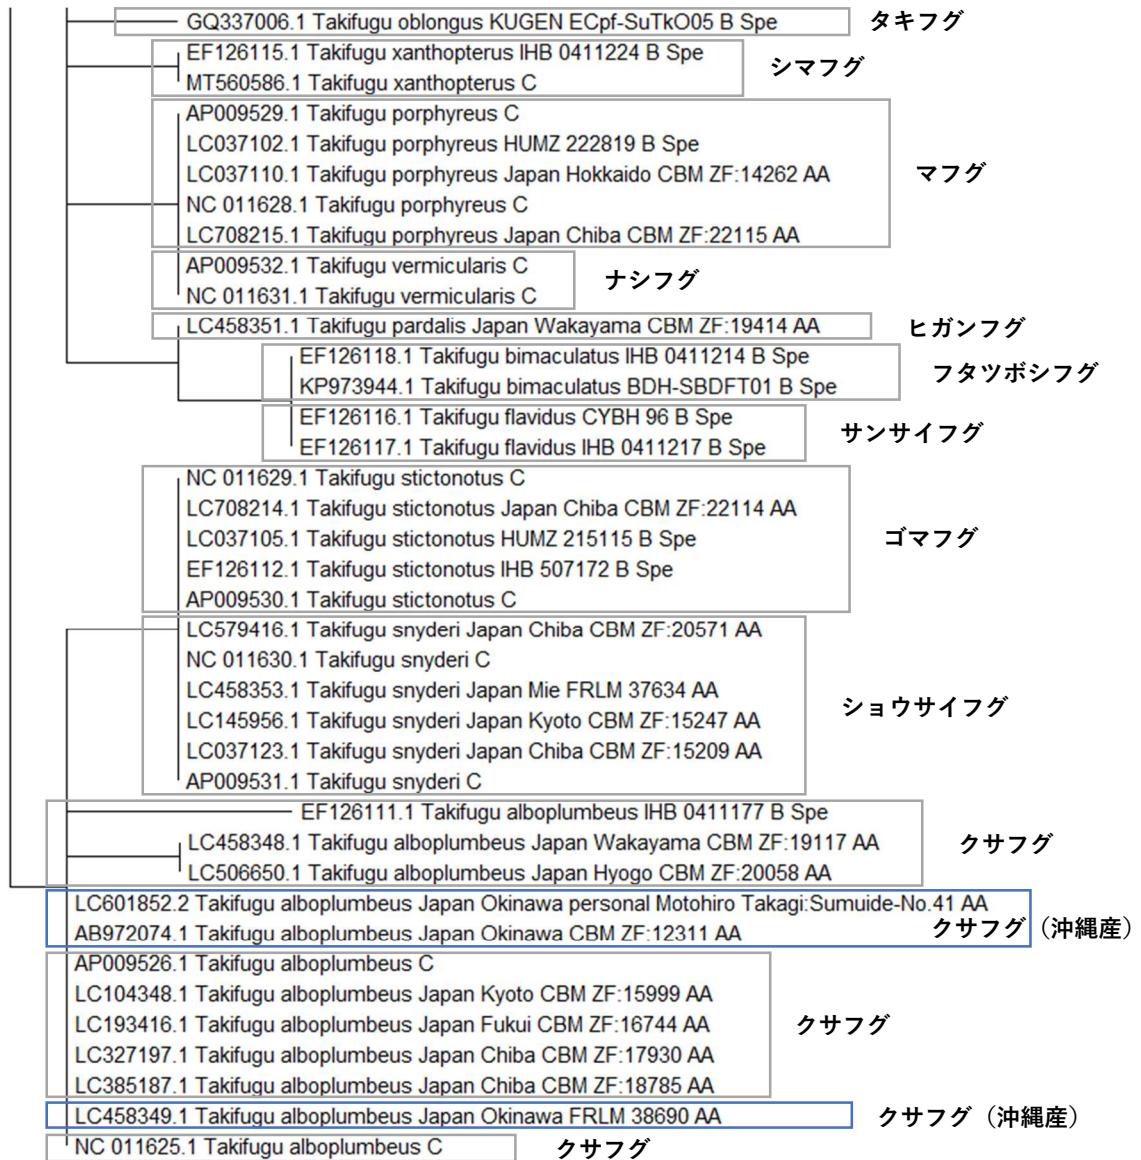 GQ337006.1 Takifugu oblongus KUGEN ECpf-SuTkO05 B Spe タキフグ
EF126115.1 Takifugu xanthopterus IHB 0411224 B Spe
シマフグ
MT560586.1 Takifugu xanthopterus C
AP009529.1 Takifugu porphyreus C
LC037102.1 Takifugu porphyreus HUMZ 222819 B Spe
LC037110.1 Takifugu porphyreus Japan Hokkaido CBM ZF:14262 AA マフグ
NC 011628.1 Takifugu porphyreus C
LC708215.1 Takifugu porphyreus Japan Chiba CBM ZF:22115 AA
AP009532.1 Takifugu vermicularis C
ナシフグ
NC 011631.1 Takifugu vermicularis C
LC458351.1 Takifugu pardalis Japan Wakayama CBM ZF:19414 AA ヒガンフグ
EF126118.1 Takifugu bimaculatus IHB 0411214 B Spe
フタツボシフグ
KP973944.1 Takifugu bimaculatus BDH-SBDFT01 B Spe
EF126116.1 Takifugu flavidus CYBH 96 B Spe
サンサイフグ
EF126117.1 Takifugu flavidus IHB 0411217 B Spe
NC 011629.1 Takifugu stictonotus C
LC708214.1 Takifugu stictonotus Japan Chiba CBM ZF:22114 AA
LC037105.1 Takifugu stictonotus HUMZ 215115 B Spe ゴマフグ
EF126112.1 Takifugu stictonotus IHB 507172 B Spe
AP009530.1 Takifugu stictonotus C
LC579416.1 Takifugu snyderi Japan Chiba CBM ZF:20571 AA
NC 011630.1 Takifugu snyderi C
LC458353.1 Takifugu snyderi Japan Mie FRLM 37634 AA
ショウサイフグ
LC145956.1 Takifugu snyderi Japan Kyoto CBM ZF:15247 AA
LC037123.1 Takifugu snyderi Japan Chiba CBM ZF:15209 AA
AP009531.1 Takifugu snyderi C
EF126111.1 Takifugu alboplumbeus IHB 0411177 B Spe
LC458348.1 Takifugu alboplumbeus Japan Wakayama CBM ZF:19117 AA クサフグ
LC506650.1 Takifugu alboplumbeus Japan Hyogo CBM ZF:20058 AA
LC601852.2 Takifugu alboplumbeus Japan Okinawa personal Motohiro Takagi:Sumuide-No.41 AA
AB972074.1 Takifugu alboplumbeus Japan Okinawa CBM ZF:12311 AA クサフグ（沖縄産）
AP009526.1 Takifugu alboplumbeus C
LC104348.1 Takifugu alboplumbeus Japan Kyoto CBM ZF:15999 AA
LC193416.1 Takifugu alboplumbeus Japan Fukui CBM ZF:16744 AA クサフグ
LC327197.1 Takifugu alboplumbeus Japan Chiba CBM ZF:17930 AA
LC385187.1 Takifugu alboplumbeus Japan Chiba CBM ZF:18785 AA
LC458349.1 Takifugu alboplumbeus Japan Okinawa FRLM 38690 AA クサフグ（沖縄産）
NC 011625.1 Takifugu alboplumbeus C クサフグ